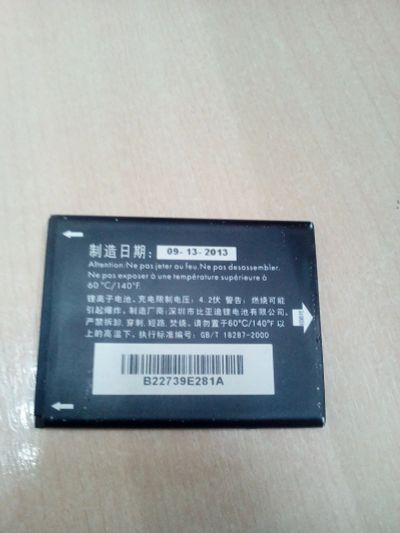 制造日期: 09-13-2013
Attention: Ne pas jeter au feu. Ne pas desassembler.
Ne pas exposer à une température supérieure à
60°C/140°F.
锂离子电池、充电限制电压: 4.2伏 警告: 燃烧可能
引起爆炸, 制造厂商: 深圳市比亚迪锂电池有限公司,
严禁拆卸, 穿刺, 短路, 焚烧, 请勿置于60°C/140°F以
上的高温下、执行标准编号: GB/T 18287-2000
B22739E281A